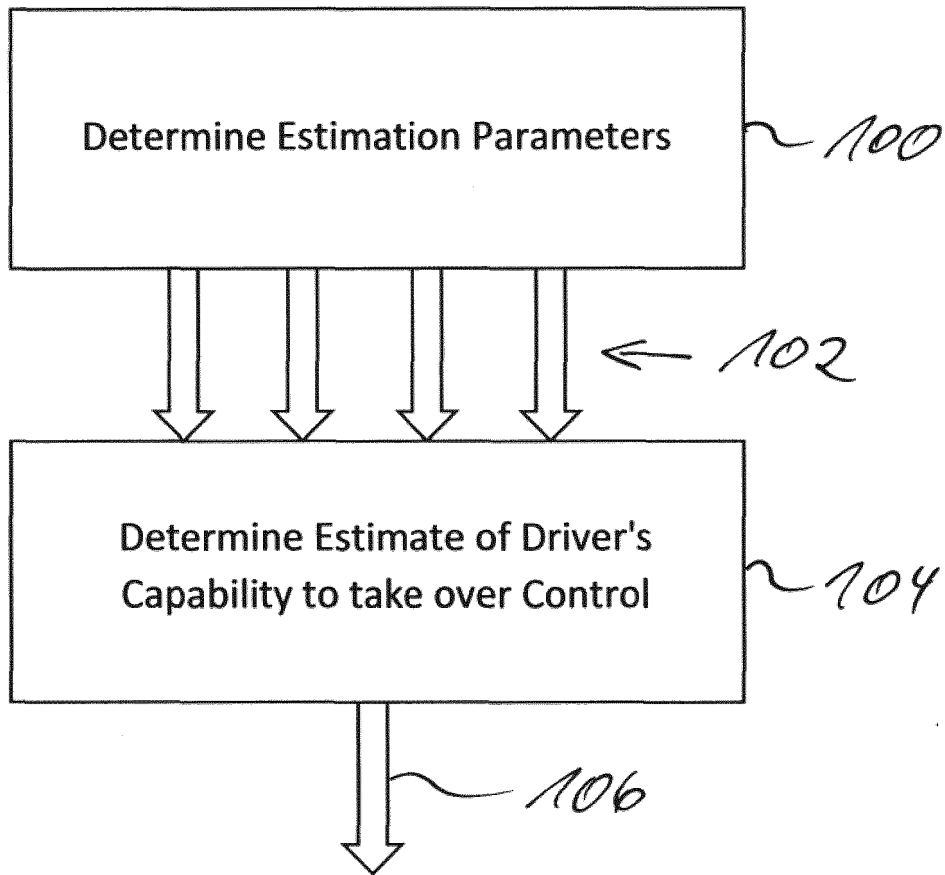 Determine Estimation Parameters
100
102
Determine Estimate of Driver's
Capability to take over Control
104
106